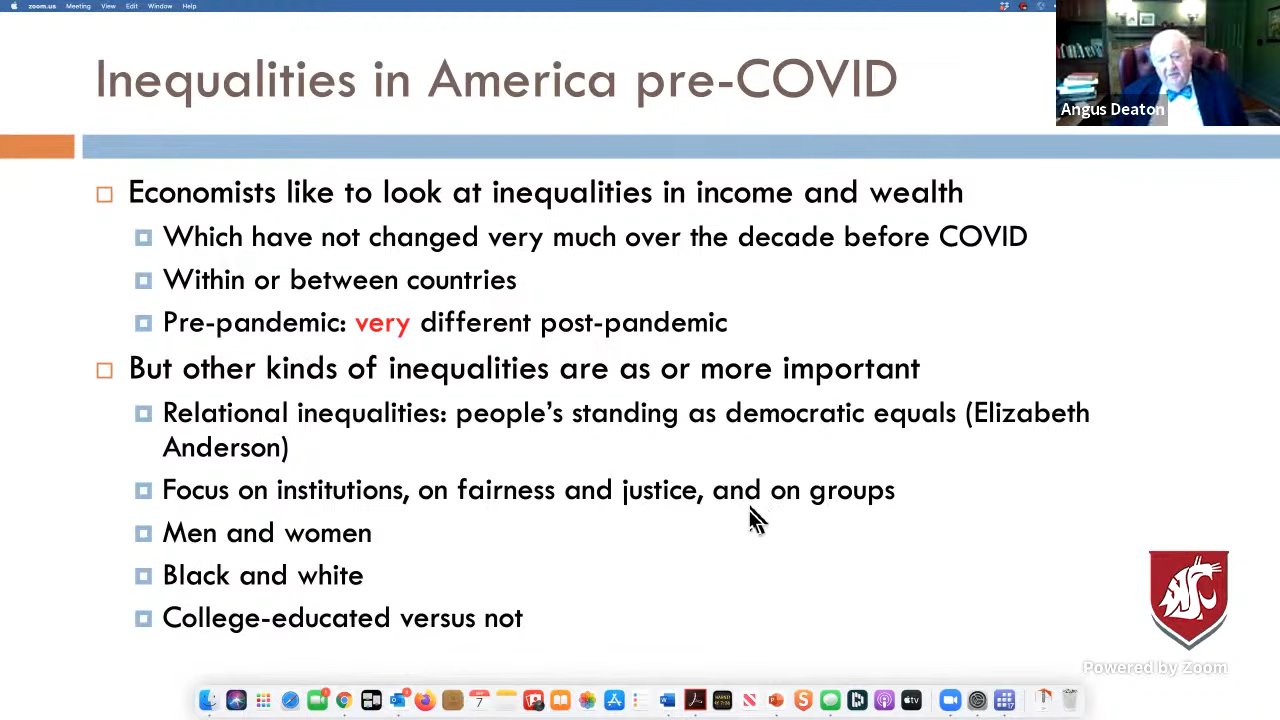 zoom.us Meeting View Edit Window Help
Inequalities in America pre-COVID
Angus Deaton
Economists like to look at inequalities in income and wealth
Which have not changed very much over the decade before COVID
Within or between countries
Pre-pandemic: very different post-pandemic
But other kinds of inequalities are as or more important
Relational inequalities: people's standing as democratic equals (Elizabeth
Anderson)
Focus on institutions, on fairness and justice, and on groups
Men and women
Black and white
College-educated versus not
Powered by Zoom